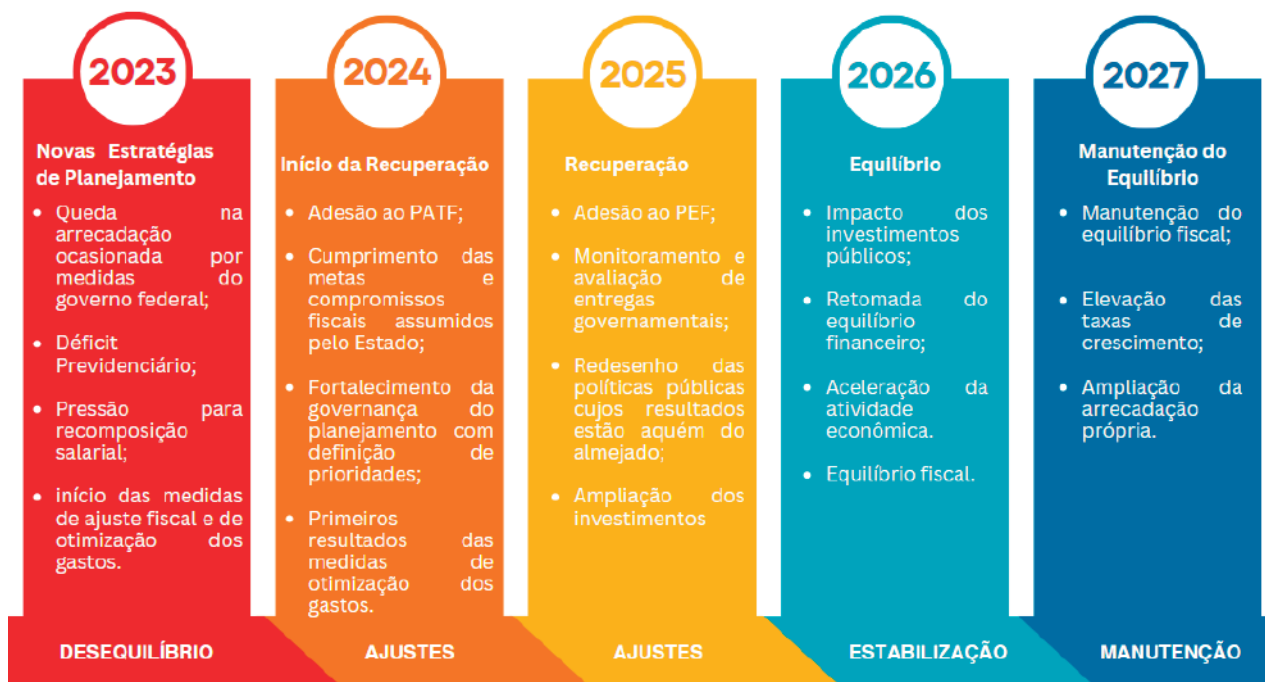 2023
Novas Estratégias
de Planejamento
• Queda na
arrecadação
ocasionada por
medidas do
governo federal;
• Déficit
Previdenciário;
• Pressão para
recomposição
salarial;
• início das medidas
de ajuste fiscal e de
otimização dos
gastos.
DESEQUILÍBRIO
2024
Início da Recuperação
• Adesão ao PATF;
• Cumprimento das
metas e
compromissos
fiscais assumidos
pelo Estado;
• Fortalecimento da
governança do
planejamento com
definição de
prioridades;
• Primeiros
resultados das
medidas de
otimização dos
gastos.
AJUSTES
2025
Recuperação
• Adesão ao PEF;
• Monitoramento e
avaliação de
entregas
governamentais;
• Redesenho das
políticas públicas
cujos resultados
estão aquém do
almejado;
• Ampliação dos
investimentos
AJUSTES
2026
Equilíbrio
• Impacto dos
investimentos
públicos;
• Retomada do
equilíbrio
financeiro;
• Aceleração da
atividade
econômica.
• Equilíbrio fiscal.
ESTABILIZAÇÃO
2027
Manutenção do
Equilíbrio
• Manutenção do
equilíbrio fiscal;
• Elevação das
taxas de
crescimento;
• Ampliação da
arrecadação
própria.
MANUTENÇÃO